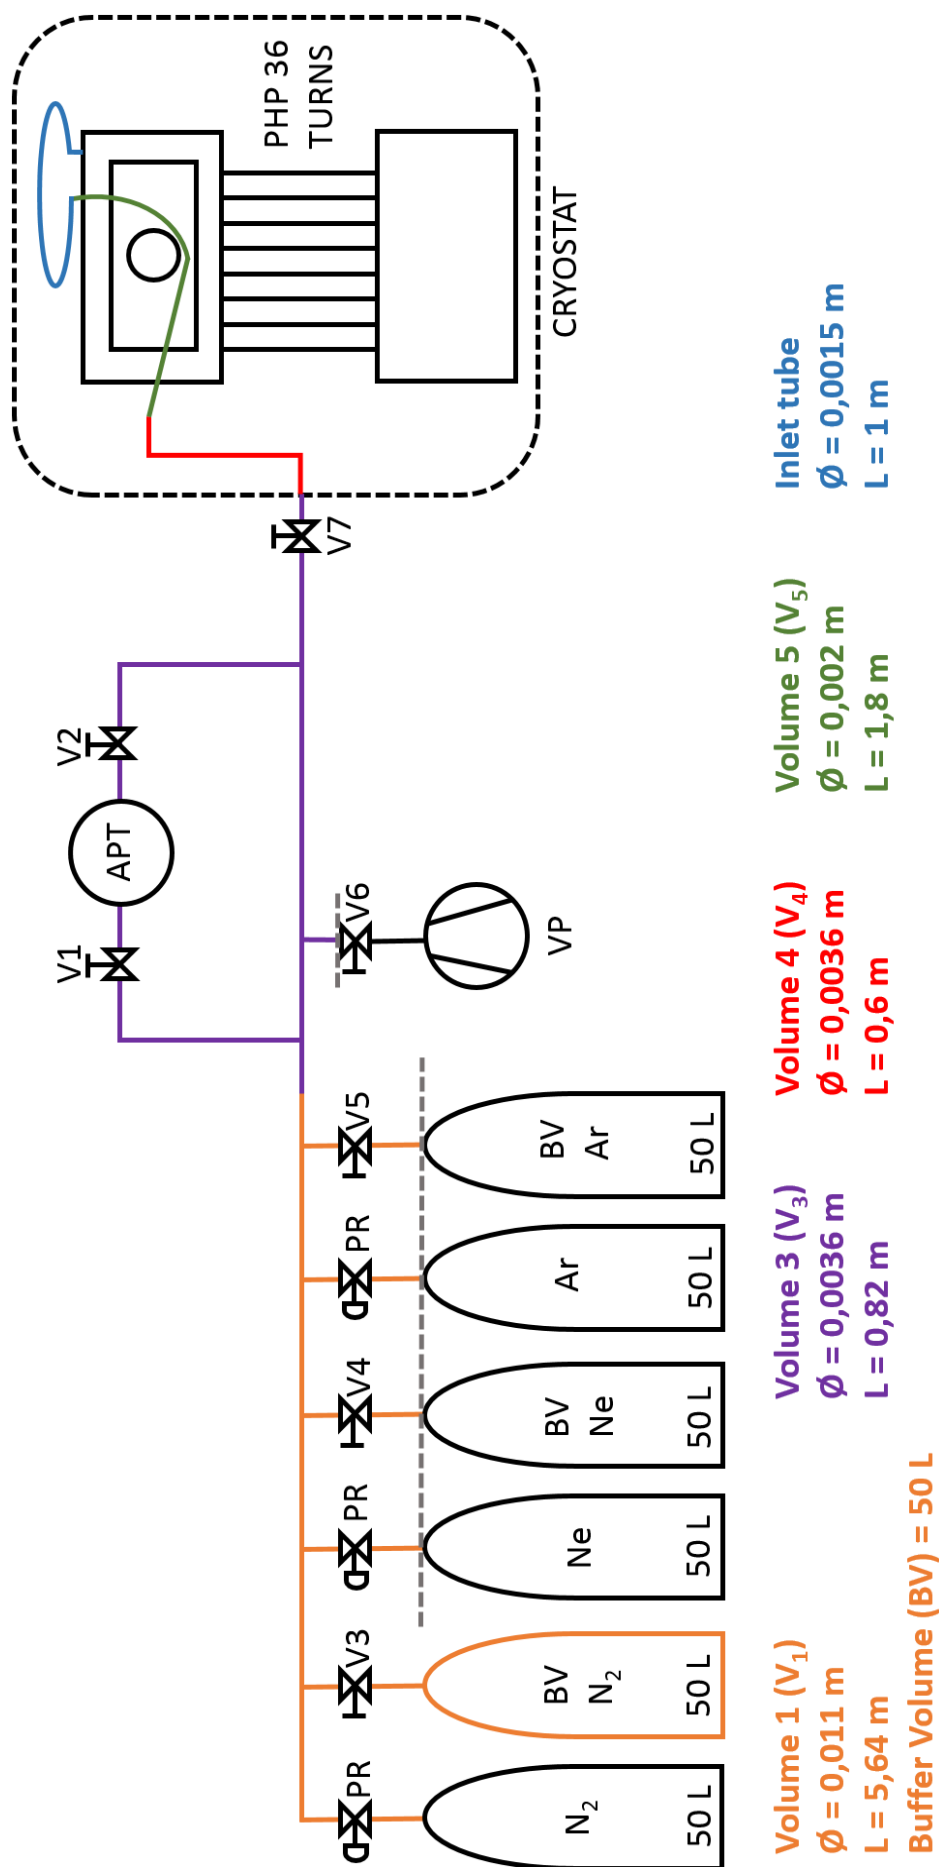 PHP 36
TURNS
CRYOSTAT
V7
V2
APT
V1
V6
VP
V5
PR
V4
PR
V3
PR
BV
Ar
50 L
Ar
50 L
BV
Ne
50 L
Ne
50 L
BV
N₂
50 L
N₂
50 L
Volume 1 (V₁)
Ø = 0,011 m
L = 5,64 m
Buffer Volume (BV) = 50 L
Volume 3 (V₃)
Ø = 0,0036 m
L = 0,82 m
Volume 4 (V₄)
Ø = 0,0036 m
L = 0,6 m
Volume 5 (V₅)
Ø = 0,002 m
L = 1,8 m
Inlet tube
Ø = 0,0015 m
L = 1 m